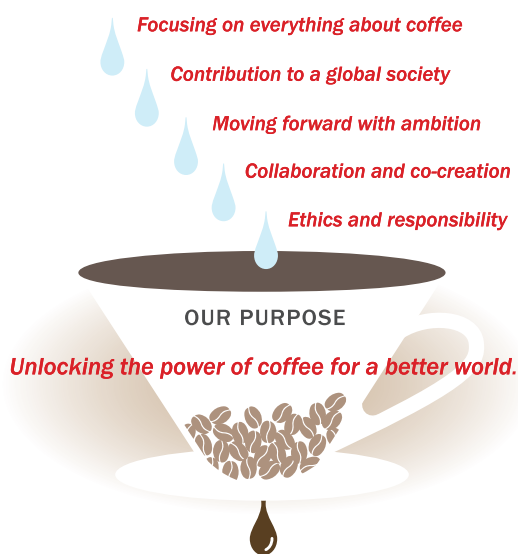 Focusing on everything about coffee
Contribution to a global society
Moving forward with ambition
Collaboration and co-creation
Ethics and responsibility
OUR PURPOSE
Unlocking the power of coffee for a better world.